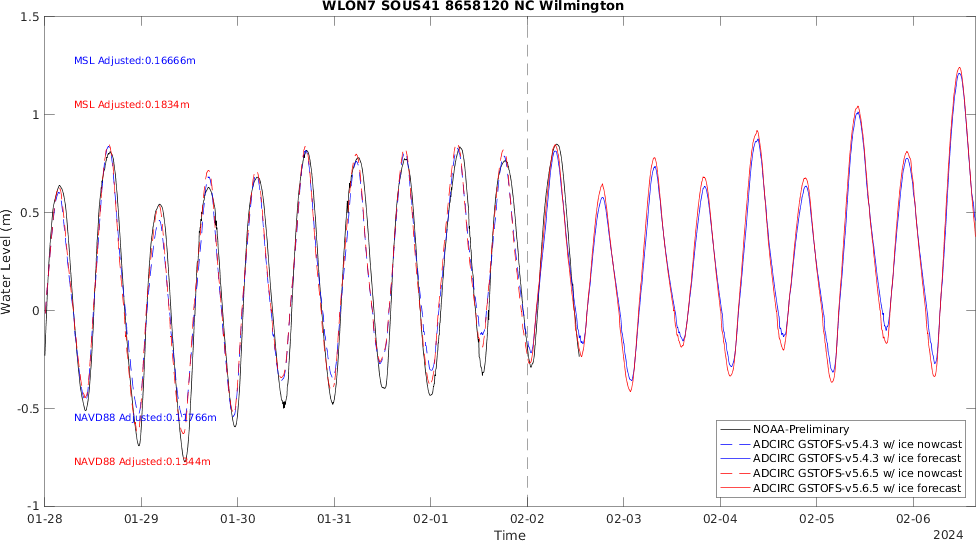 WLON7 SOUS41 8658120 NC Wilmington
1.5
MSL Adjusted:0.16666m
MSL Adjusted:0.1834m
1
0.5
Water Level (m)
0
-0.5
NAVD88 Adjusted:0.11766m
NAVD88 Adjusted:0.1344m
-1
NOAA-Preliminary
ADCIRC GSTOFS-v5.4.3 w/ ice nowcast
ADCIRC GSTOFS-v5.4.3 w/ ice forecast
ADCIRC GSTOFS-v5.6.5 w/ ice nowcast
ADCIRC GSTOFS-v5.6.5 w/ ice forecast
01-28 01-29 01-30 01-31 02-01 02-02 02-03 02-04 02-05 02-06
Time
2024